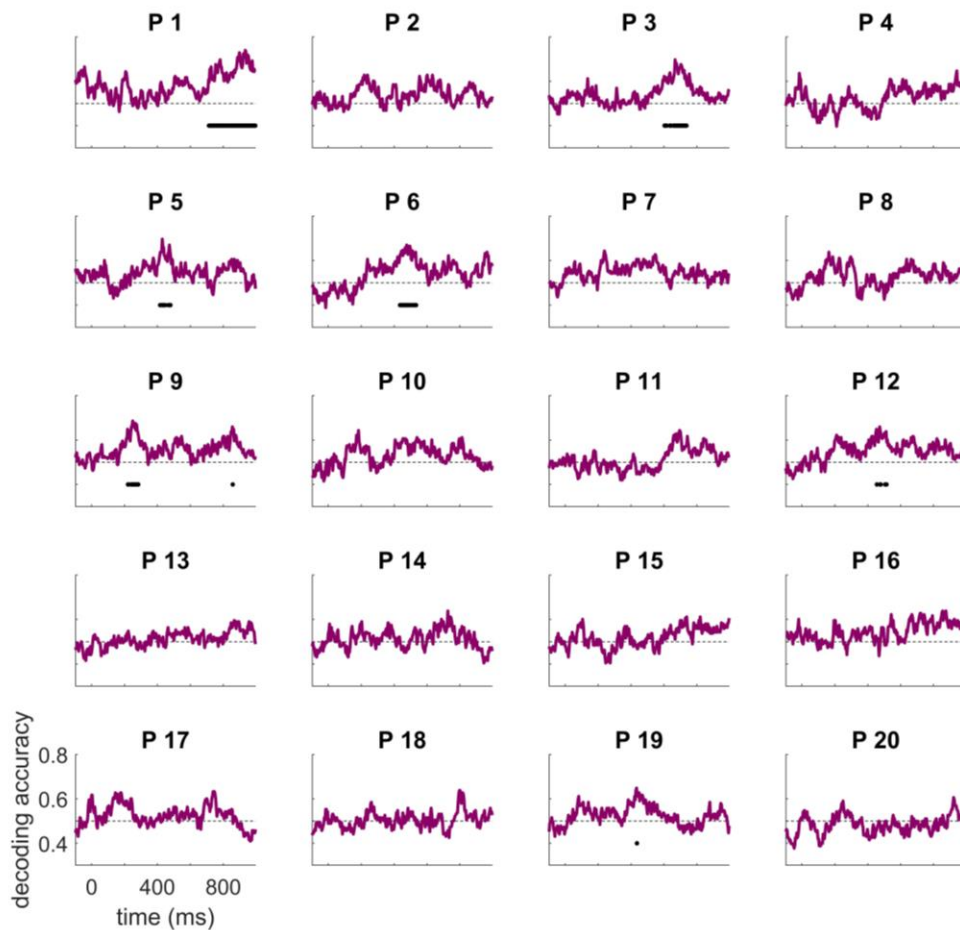 P 1 P 2 P 3 P 4
P 5 P 6 P 7 P 8
P 9 P 10 P 11 P 12
P 13 P 14 P 15 P 16
P 17 P 18 P 19 P 20
decoding accuracy
0.8
0.6
0.4
0 400 800
time (ms)